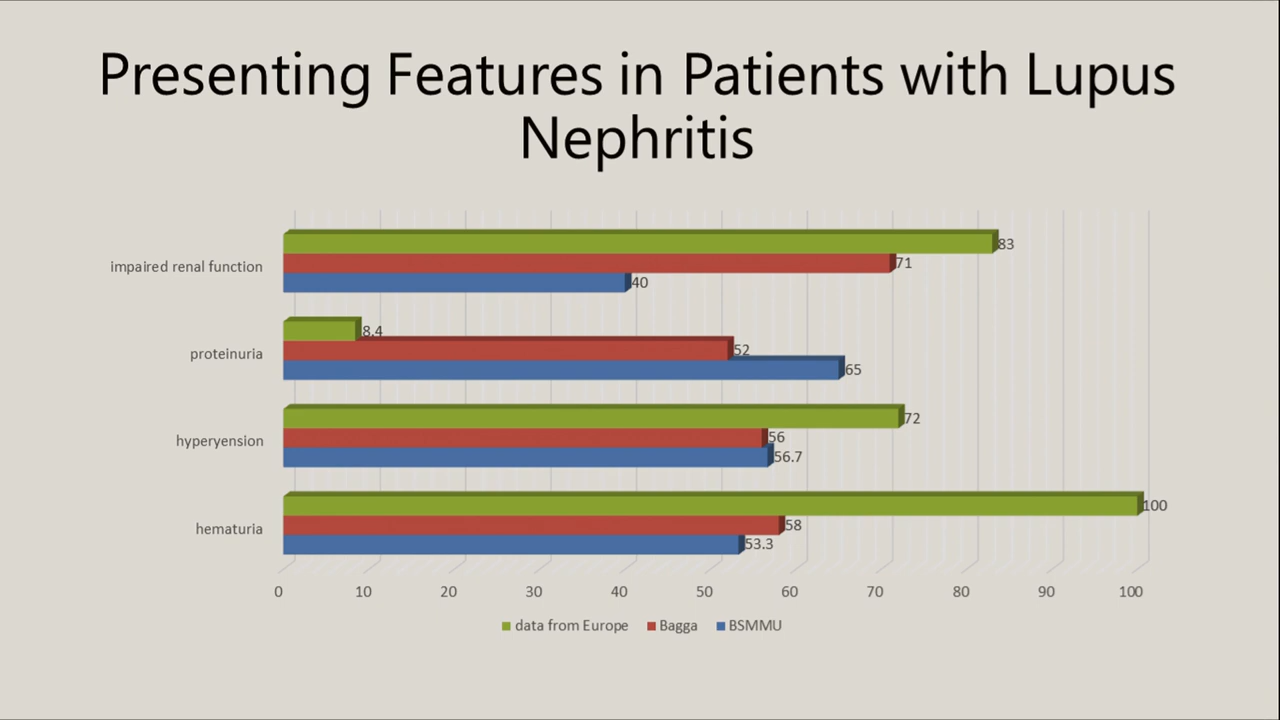 Presenting Features in Patients with Lupus
Nephritis
impaired renal function
83
71
40
proteinuria
8.4
52
65
hyperyension
72
56
56.7
hematuria
100
58
53.3
0 10 20 30 40 50 60 70 80 90 100
data from Europe Bagga BSMMU